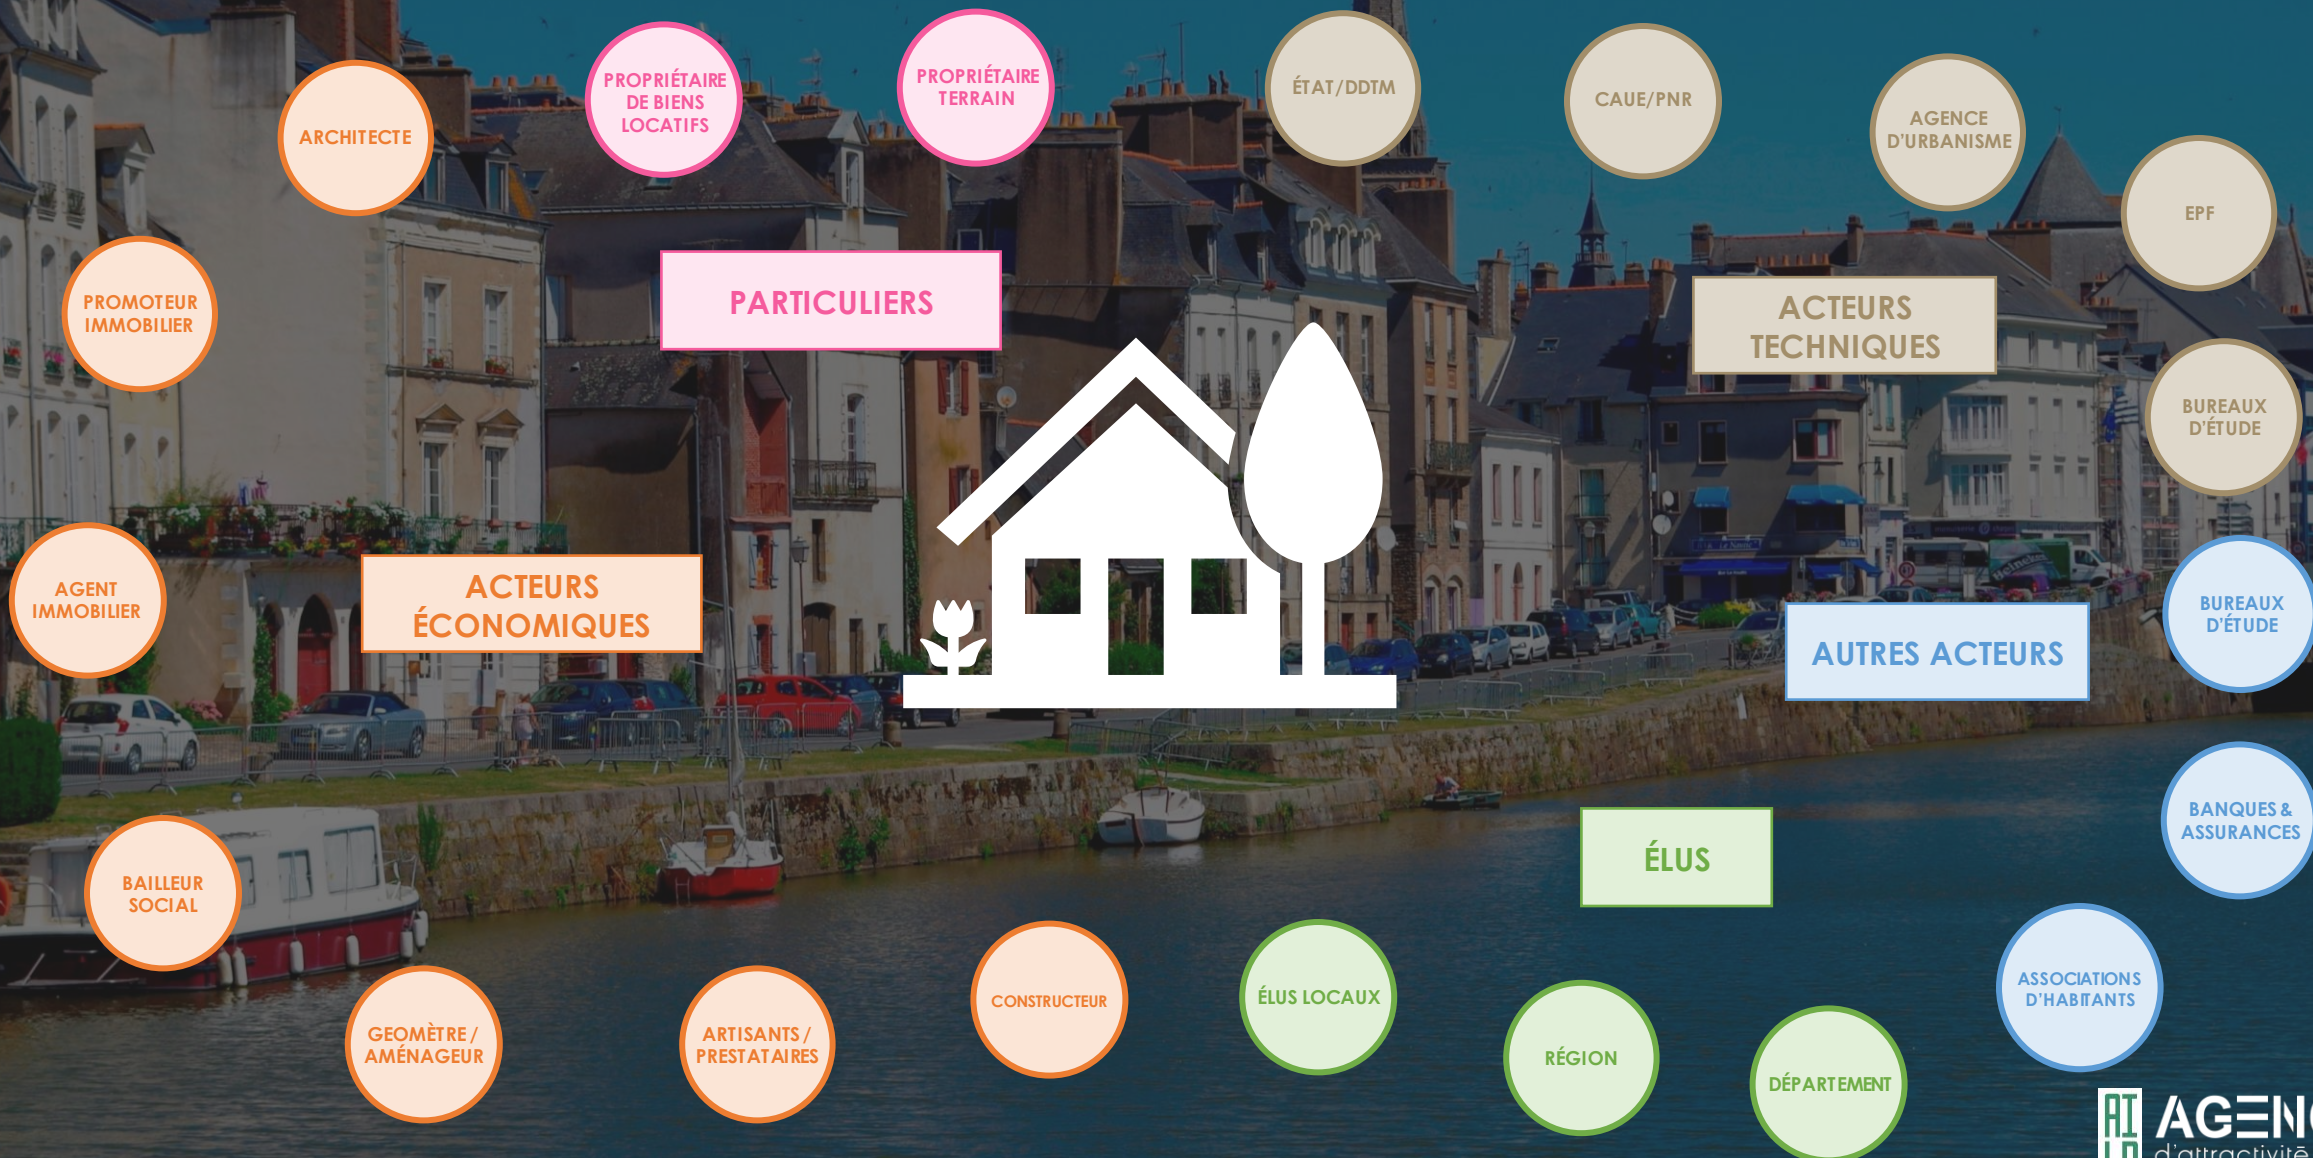 PROPRIÉTAIRE
DE BIENS
LOCATIFS
PROPRIÉTAIRE
TERRAIN
ÉTAT/DDTM
CAUE/PNR
AGENCE
D'URBANISME
ARCHITECTE
EPF
PROMOTEUR
IMMOBILIER
PARTICULIERS
ACTEURS
TECHNIQUES
BUREAUX
D'ÉTUDE
AGENT
IMMOBILIER
ACTEURS
ÉCONOMIQUES
AUTRES ACTEURS
BUREAUX
D'ÉTUDE
BANQUES &
ASSURANCES
ÉLUS
BAILLEUR
SOCIAL
GEOMÈTRE /
AMÉNAGEUR
ARTISANTS /
PRESTATAIRES
CONSTRUCTEUR
ÉLUS LOCAUX
RÉGION
DÉPARTEMENT
ASSOCIATIONS
D'HABITANTS
Heineken
d'attractivité